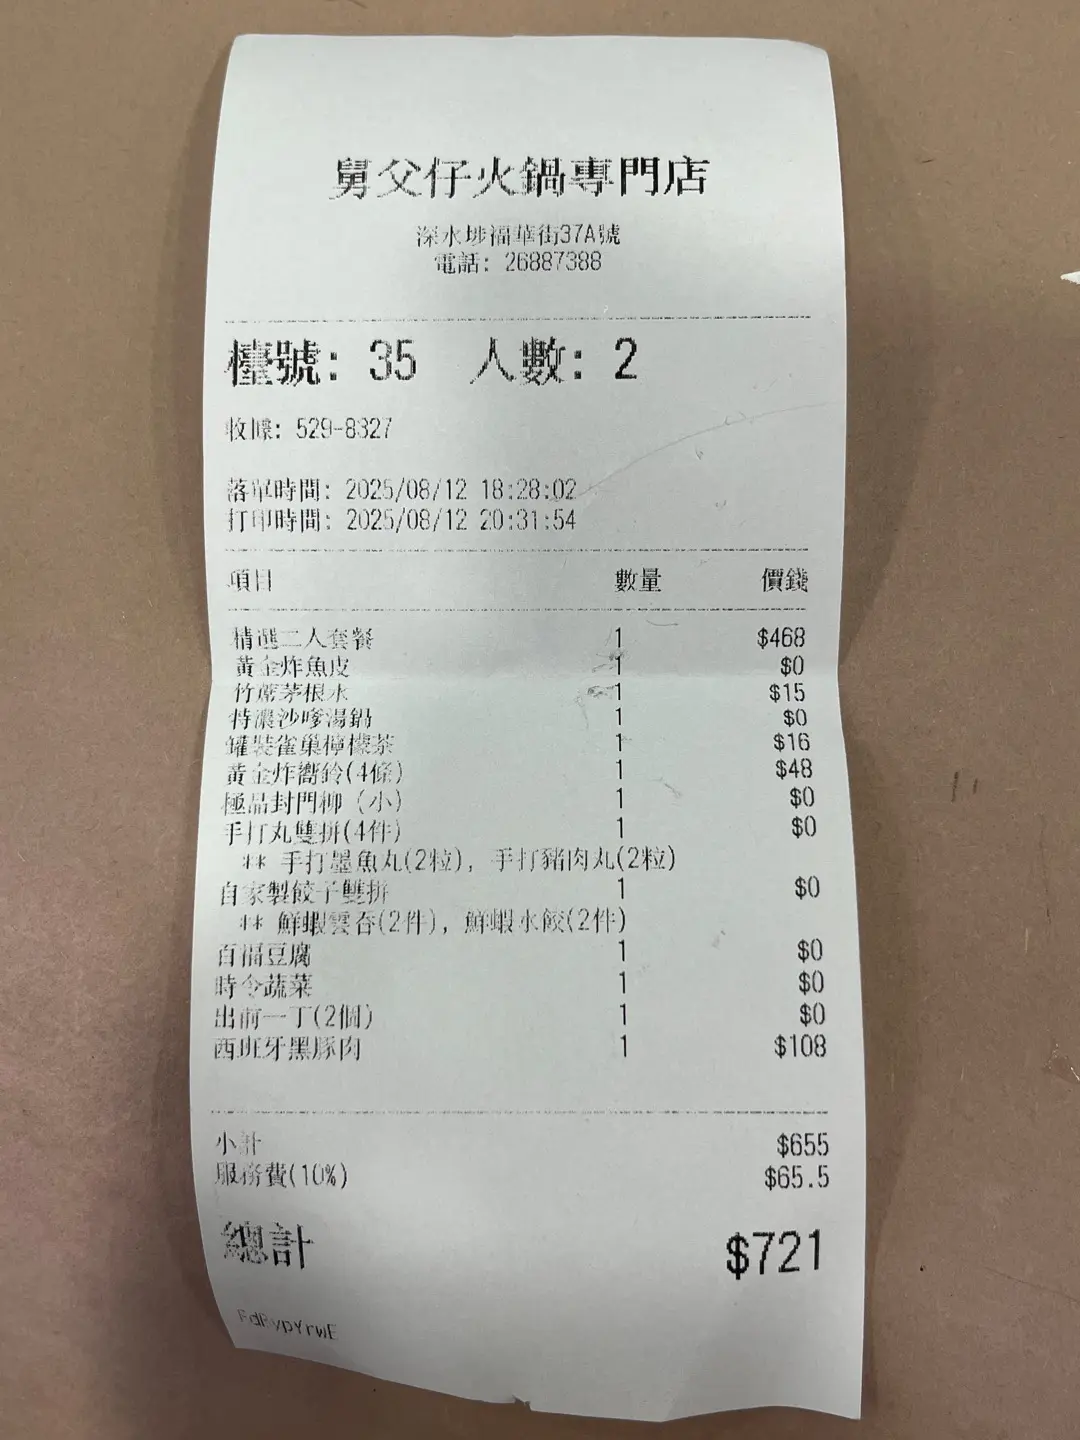 舅父仔火鍋專門店
深水埗福華街37A號
電話: 26887388
檯號: 35 人數: 2
收據: 529-8327
落單時間: 2025/08/12 18:28:02
打印時間: 2025/08/12 20:31:54
項目 數量 價錢
精選二人套餐 1 $468
黃金炸魚皮 1 $0
竹蔗茅根水 1 $15
特濃沙嗲湯鍋 1 $0
罐裝雀巢檸檬茶 1 $16
黃金炸響鈴(4條) 1 $48
極品封門柳 (小) 1 $0
手打丸雙拼(4件) 1 $0
** 手打墨魚丸(2粒), 手打豬肉丸(2粒)
自家製餃子雙拼 1 $0
** 鮮蝦雲吞(2件), 鮮蝦水餃(2件)
百福豆腐 1 $0
時令蔬菜 1 $0
出前一丁(2個) 1 $0
西班牙黑豚肉 1 $108
小計 $655
服務費(10%) $65.5
總計 $721